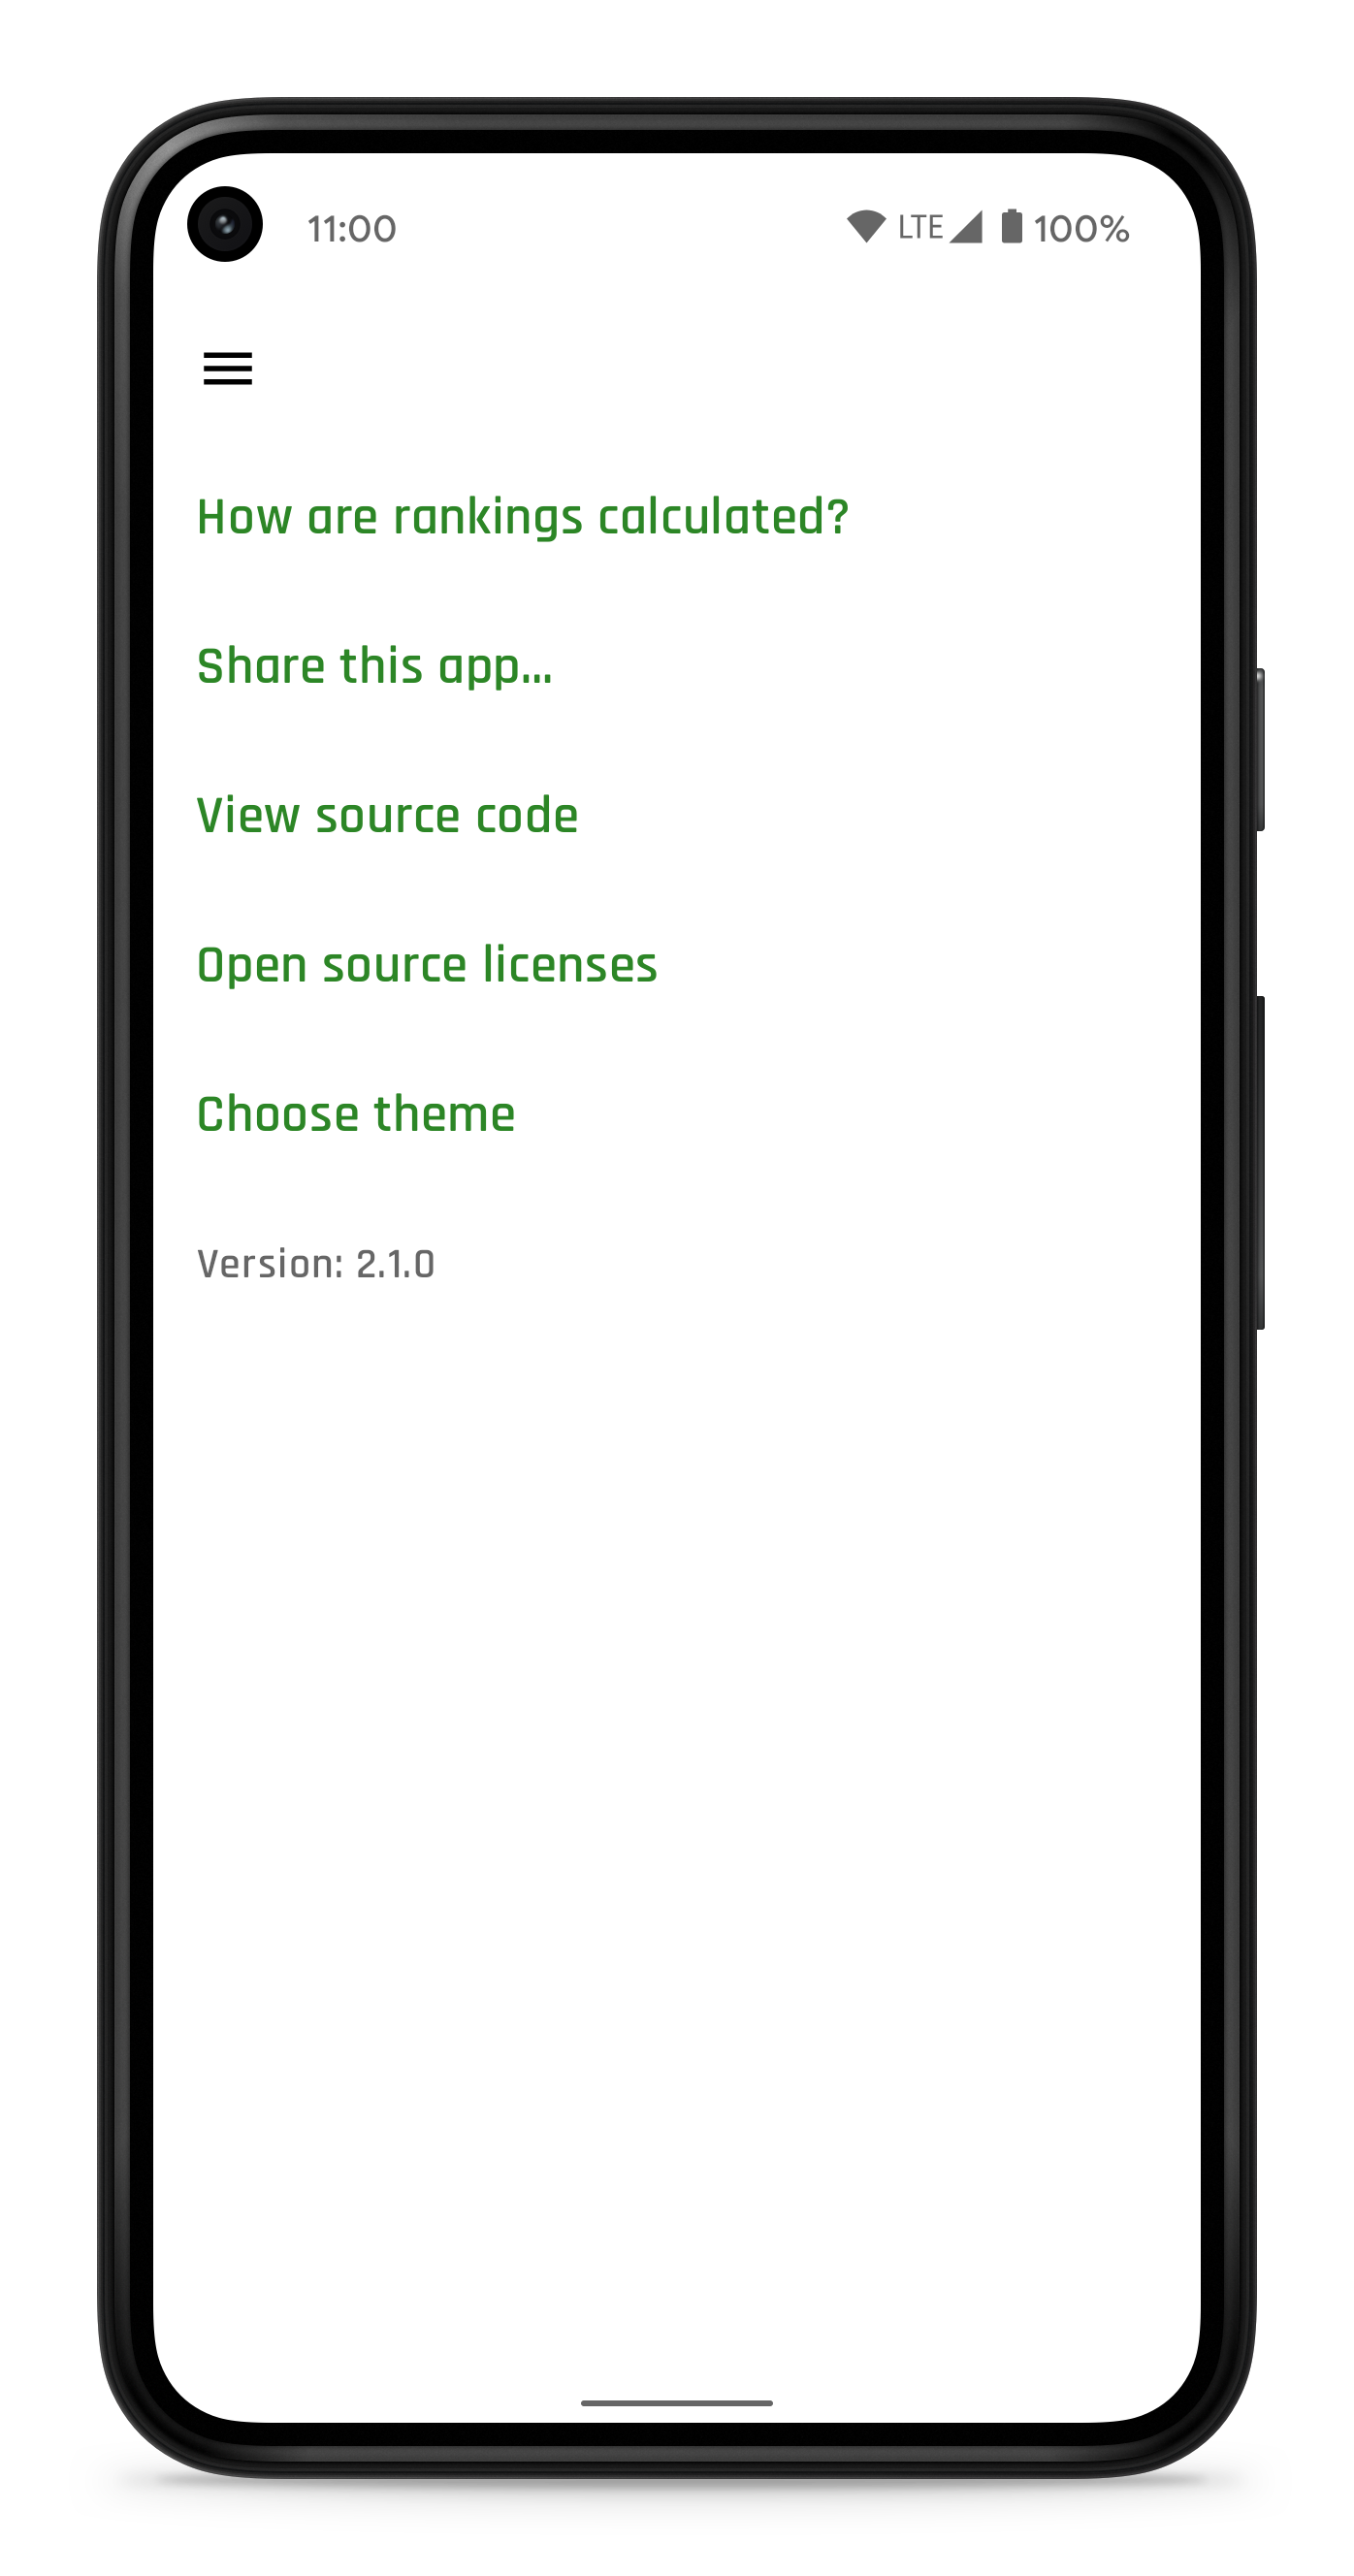 11:00 LTE 100%
How are rankings calculated?
Share this app...
View source code
Open source licenses
Choose theme
Version: 2.1.0